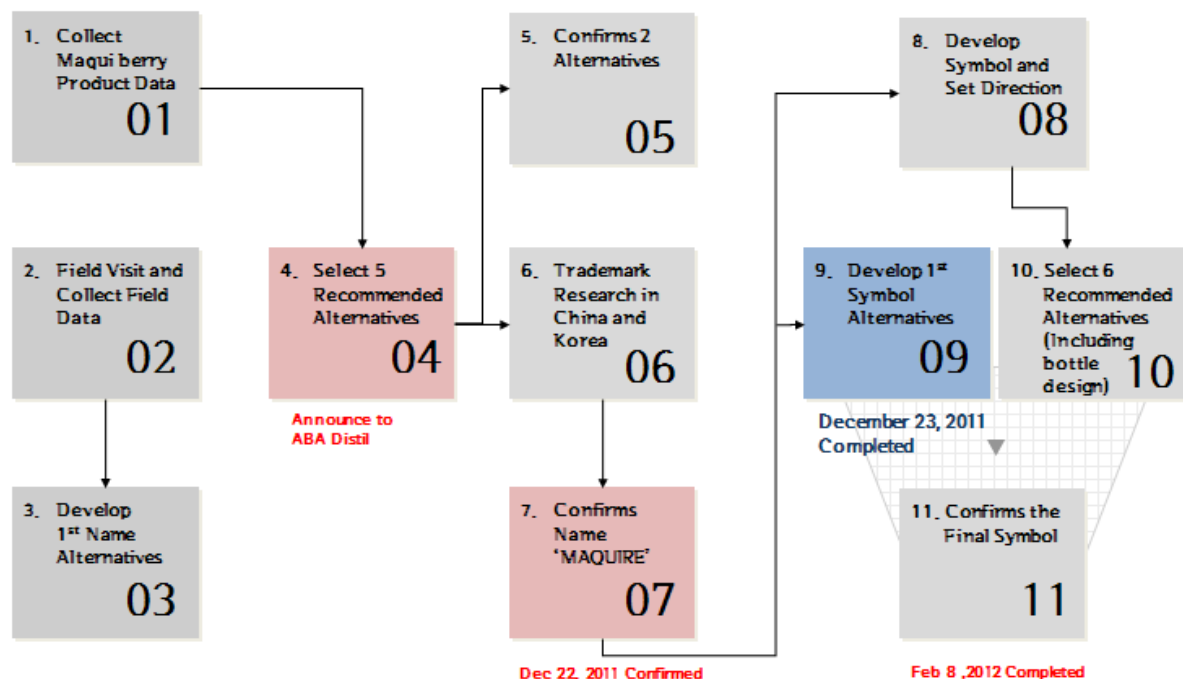 1. Collect
Maqui berry
Product Data
01
2. Field Visit and
Collect Field
Data
02
3. Develop
1st Name
Alternatives
03
4. Select 5
Recommended
Alternatives
04
Announce to
ABA Distil
5. Confirms 2
Alternatives
05
6. Trademark
Research in
China and
Korea
06
7. Confirms
Name
‘MAQUIRE’
07
Dec 22, 2011 Confirmed
8. Develop
Symbol and
Set Direction
08
9. Develop 1st
Symbol
Alternatives
09
December 23, 2011
Completed
10. Select 6
Recommended
Alternatives
(Including
bottle
design)
10
11. Confirms the
Final Symbol
11
Feb 8 ,2012 Completed